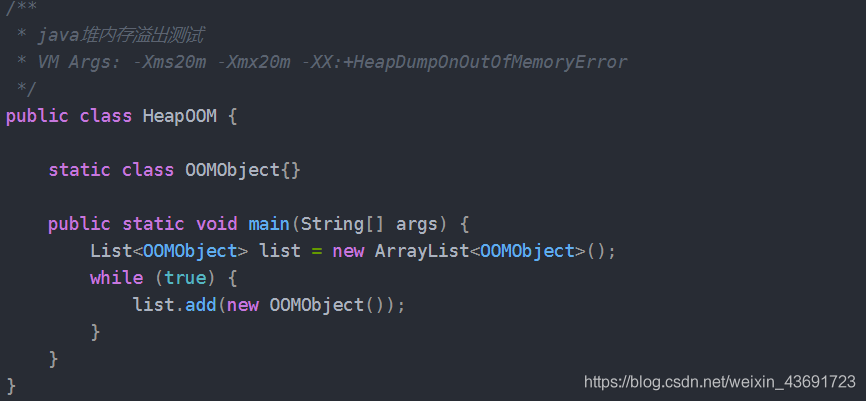 /**
 * java堆内存溢出测试
 * VM Args: -Xms20m -Xmx20m -XX:+HeapDumpOnOutOfMemoryError
 */
public class HeapOOM {
    static class OOMObject{}
    public static void main(String[] args) {
        List<OOMObject> list = new ArrayList<OOMObject>();
        while (true) {
            list.add(new OOMObject());
        }
    }
}
https://blog.csdn.net/weixin_43691723